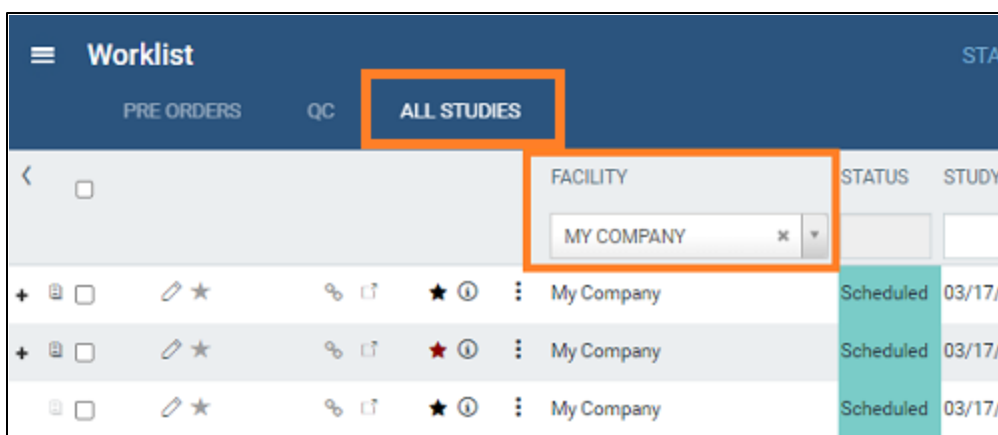 Worklist
STA
PRE ORDERS QC ALL STUDIES
FACILITY STATUS STUDY
MY COMPANY
My Company Scheduled 03/17/
My Company Scheduled 03/17/
My Company Scheduled 03/17/